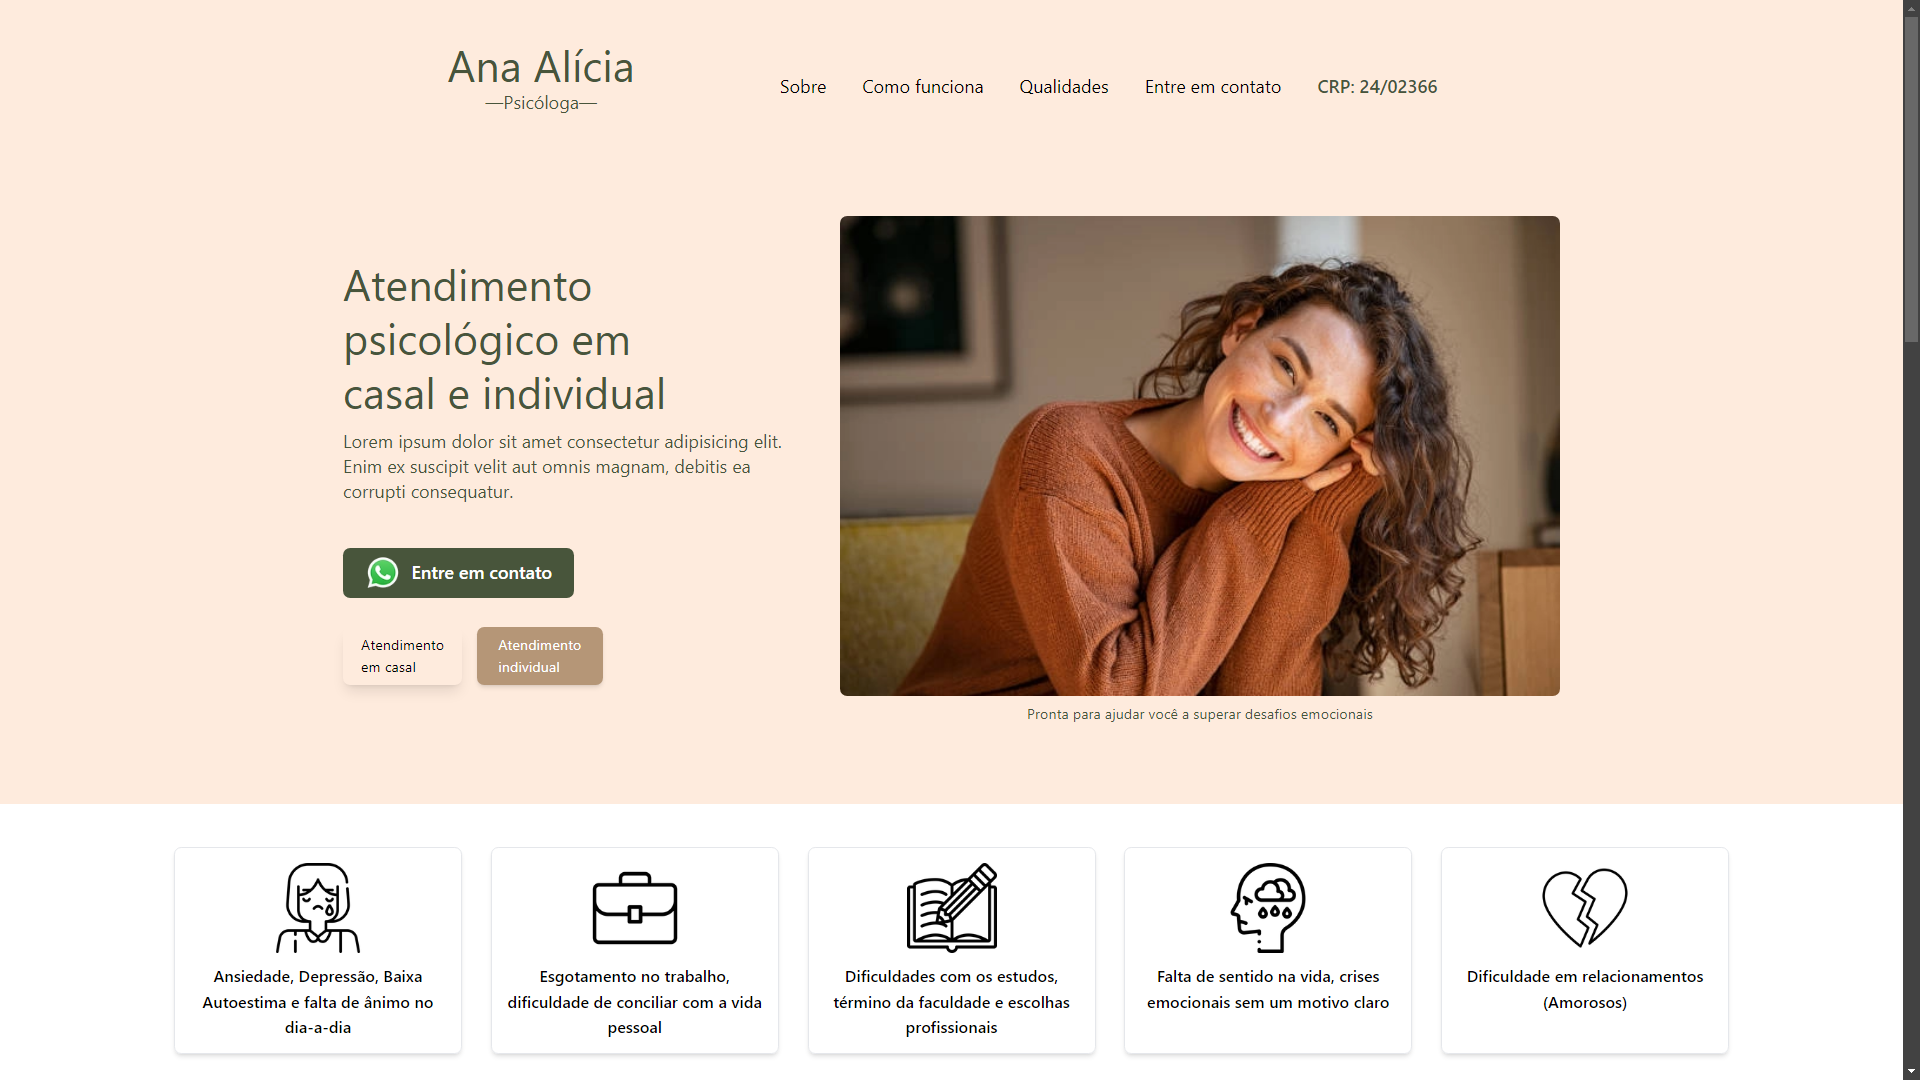 Ana Alícia
—Psicóloga—
Sobre
Como funciona
Qualidades
Entre em contato
CRP: 24/02366
Atendimento
psicológico em
casal e individual
Lorem ipsum dolor sit amet consectetur adipisicing elit.
Enim ex suscipit velit aut omnis magnam, debitis ea
corrupti consequatur.
Entre em contato
Atendimento
em casal
Atendimento
individual
Pronta para ajudar você a superar desafios emocionais
Ansiedade, Depressão, Baixa
Autoestima e falta de ânimo no
dia-a-dia
Esgotamento no trabalho,
dificuldade de conciliar com a vida
pessoal
Dificuldades com os estudos,
término da faculdade e escolhas
profissionais
Falta de sentido na vida, crises
emocionais sem um motivo claro
Dificuldade em relacionamentos
(Amorosos)